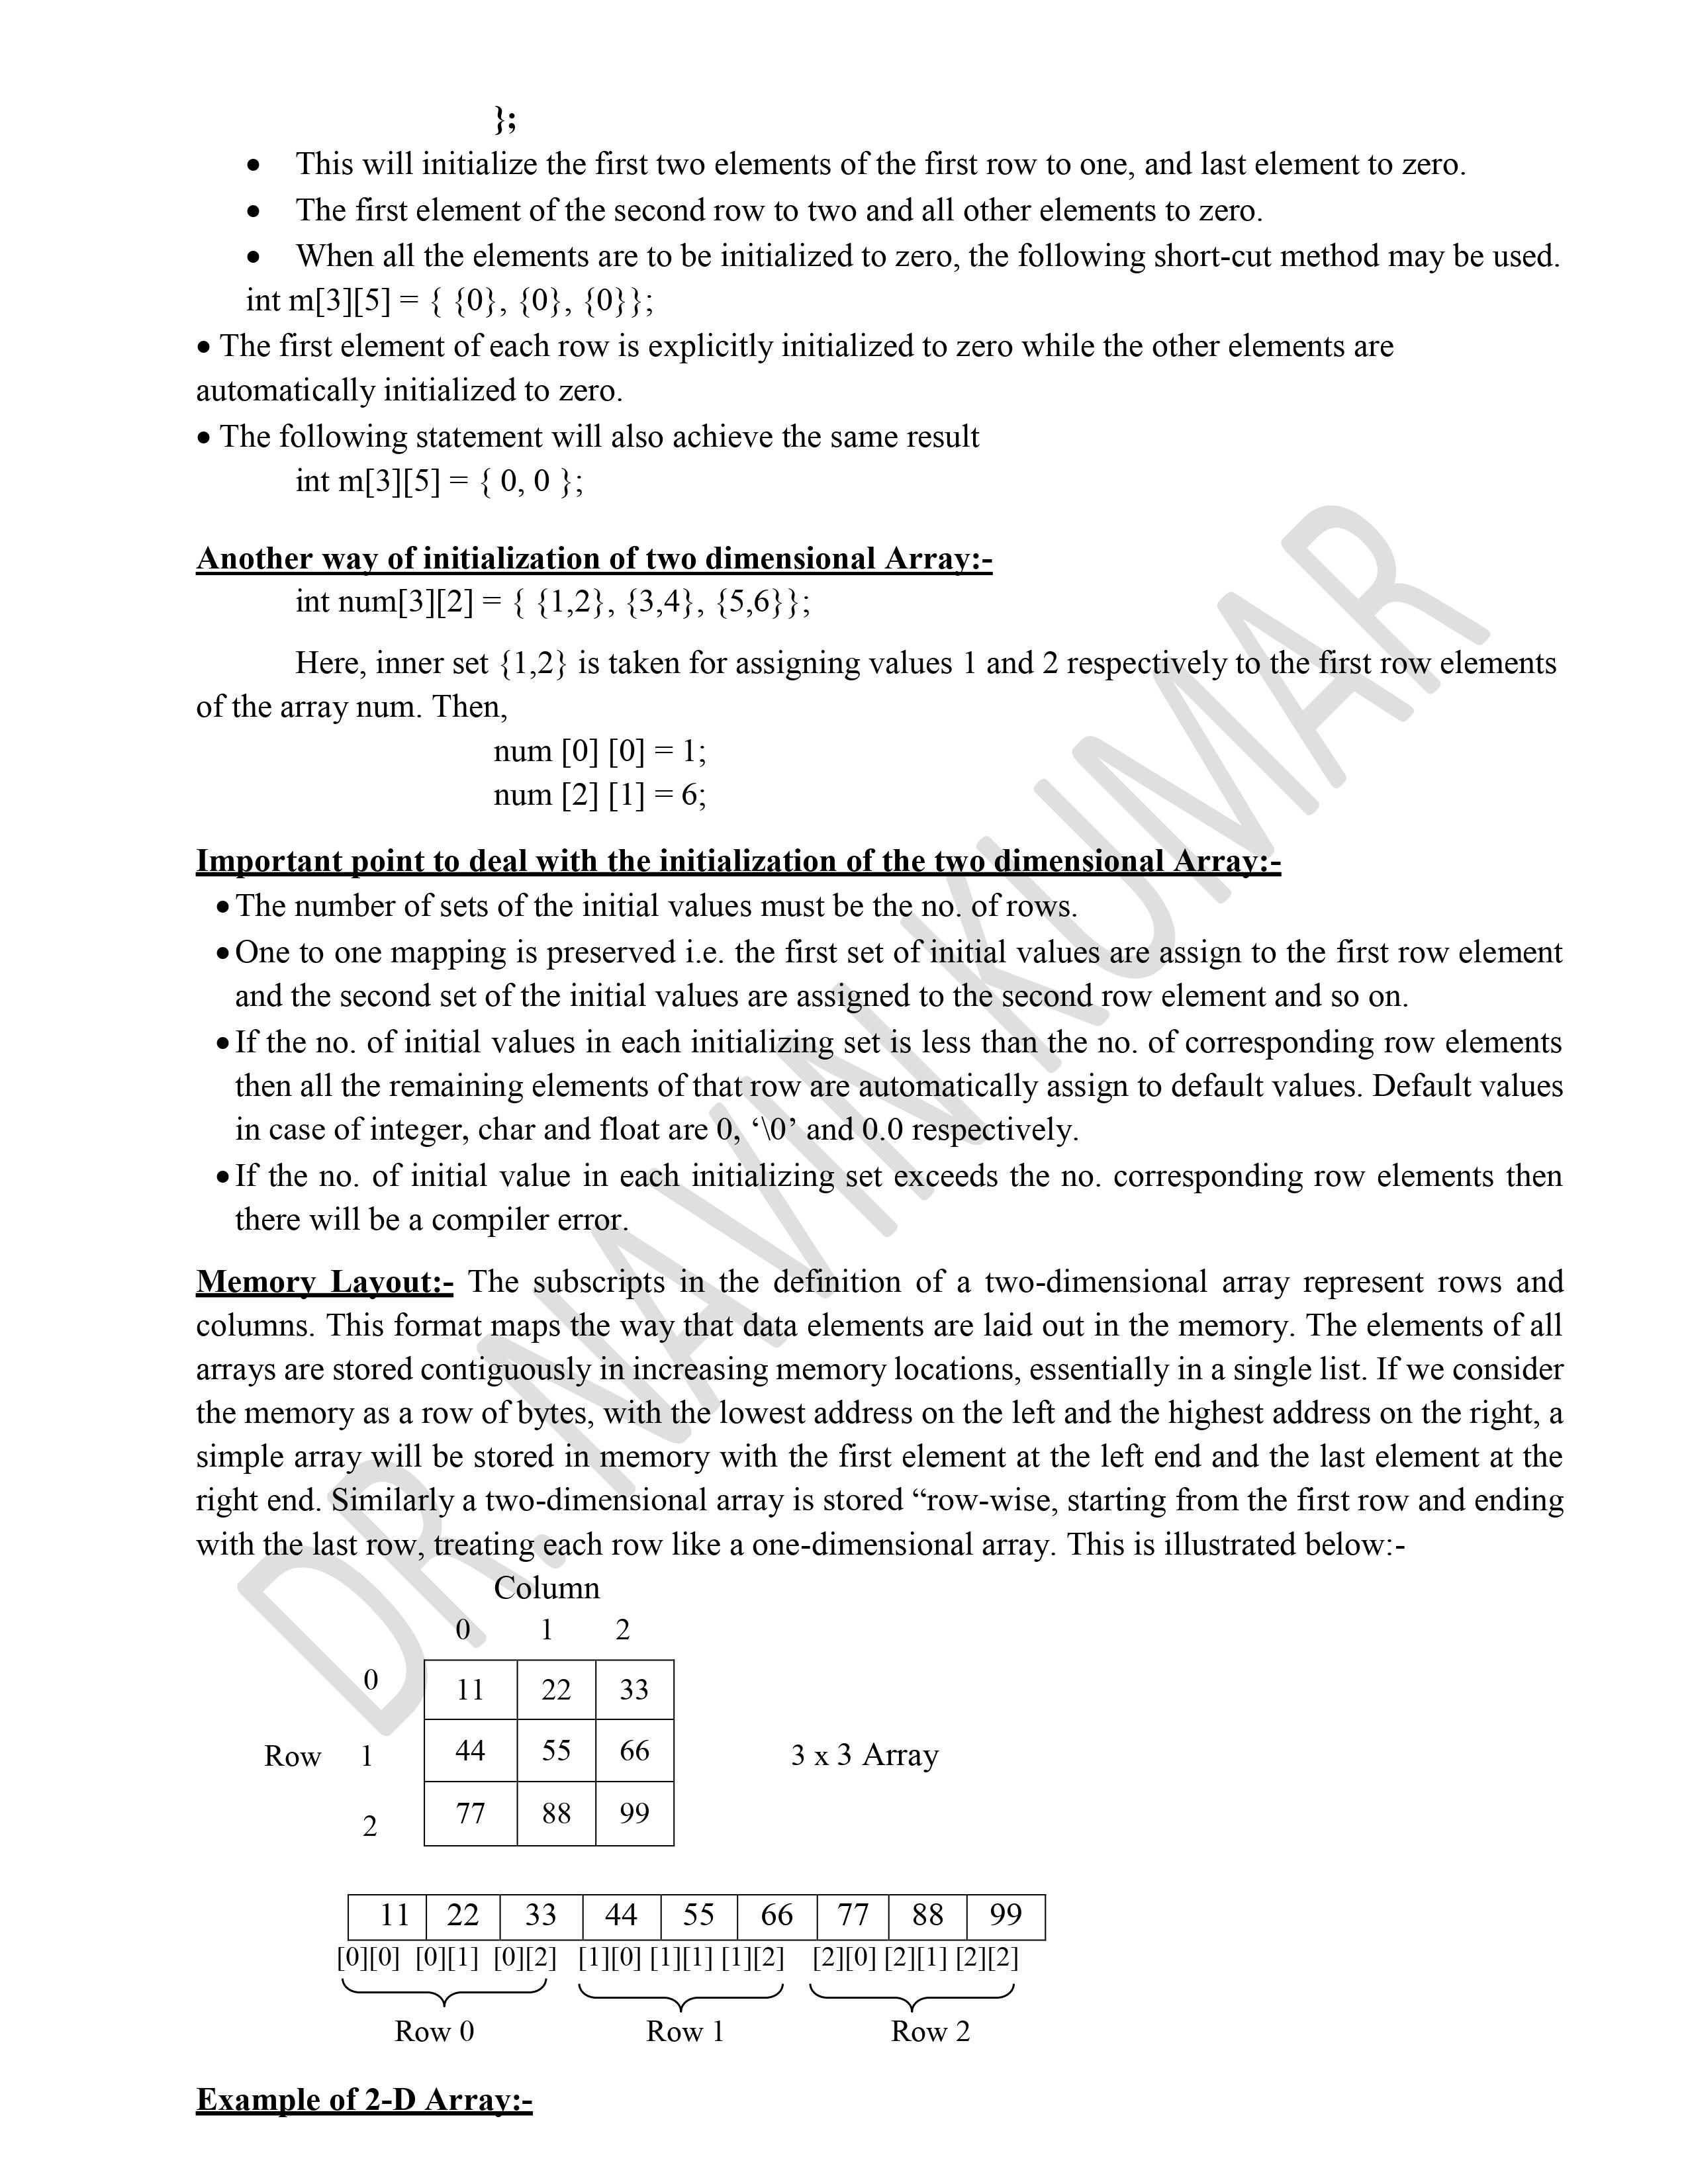 };
• This will initialize the first two elements of the first row to one, and last element to zero.
• The first element of the second row to two and all other elements to zero.
• When all the elements are to be initialized to zero, the following short-cut method may be used.
int m[3][5] = { {0}, {0}, {0}};
• The first element of each row is explicitly initialized to zero while the other elements are
automatically initialized to zero.
• The following statement will also achieve the same result
int m[3][5] = { 0, 0 };
Another way of initialization of two dimensional Array:-
int num[3][2] = { {1,2}, {3,4}, {5,6}};
Here, inner set {1,2} is taken for assigning values 1 and 2 respectively to the first row elements
of the array num. Then,
num [0] [0] = 1;
num [2] [1] = 6;
Important point to deal with the initialization of the two dimensional Array:-
• The number of sets of the initial values must be the no. of rows.
• One to one mapping is preserved i.e. the first set of initial values are assign to the first row element
and the second set of the initial values are assigned to the second row element and so on.
• If the no. of initial values in each initializing set is less than the no. of corresponding row elements
then all the remaining elements of that row are automatically assign to default values. Default values
in case of integer, char and float are 0, ‘\0’ and 0.0 respectively.
• If the no. of initial value in each initializing set exceeds the no. corresponding row elements then
there will be a compiler error.
Memory Layout:- The subscripts in the definition of a two-dimensional array represent rows and
columns. This format maps the way that data elements are laid out in the memory. The elements of all
arrays are stored contiguously in increasing memory locations, essentially in a single list. If we consider
the memory as a row of bytes, with the lowest address on the left and the highest address on the right, a
simple array will be stored in memory with the first element at the left end and the last element at the
right end. Similarly a two-dimensional array is stored “row-wise, starting from the first row and ending
with the last row, treating each row like a one-dimensional array. This is illustrated below:-
Column
0 1 2
0 11 22 33
Row 1 44 55 66 3 x 3 Array
2 77 88 99
11 22 33 44 55 66 77 88 99
[0][0] [0][1] [0][2] [1][0] [1][1] [1][2] [2][0] [2][1] [2][2]
Row 0 Row 1 Row 2
Example of 2-D Array:-
DR. NAVIN KUMAR